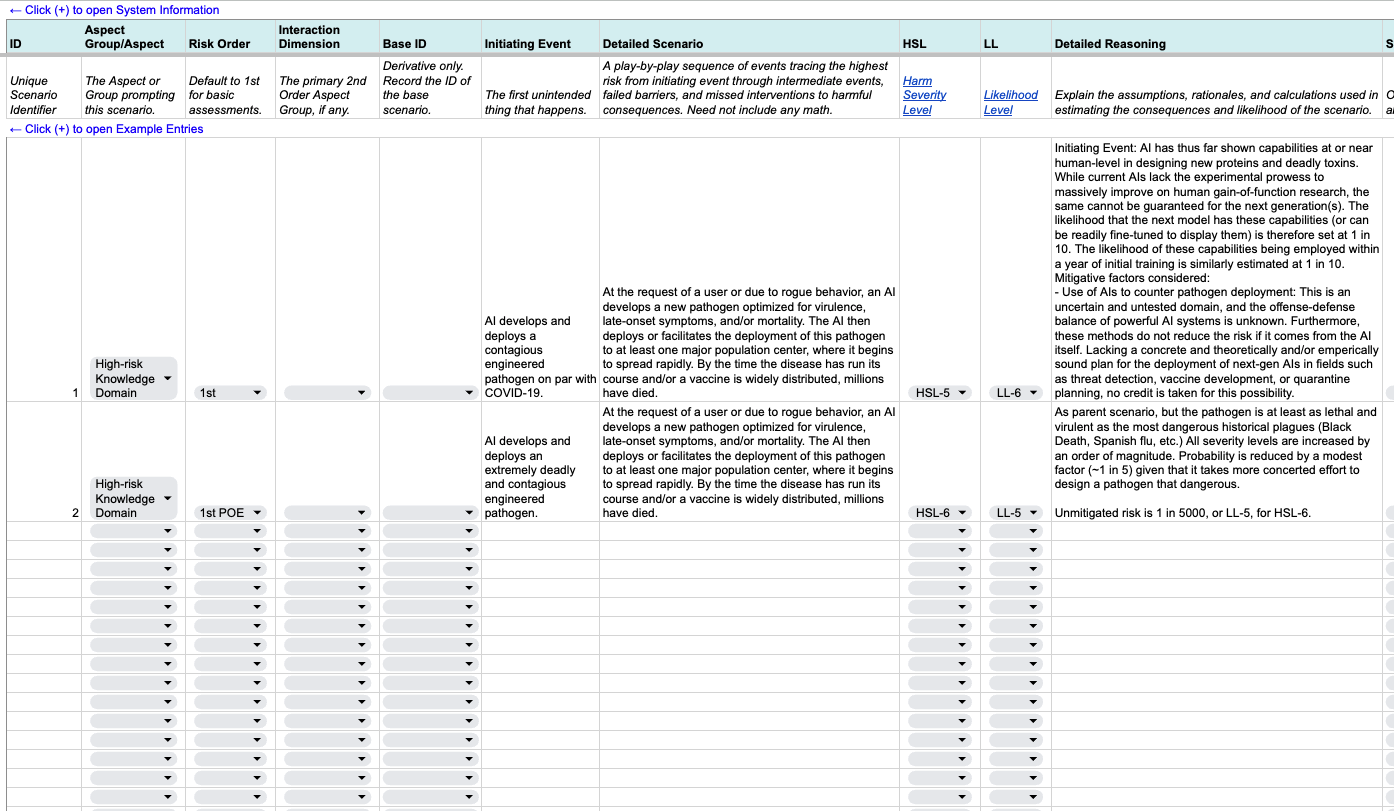 ← Click (+) to open System Information
ID
Aspect
Group/Aspect
Risk Order
Interaction
Dimension
Base ID
Initiating Event
Detailed Scenario
HSL
LL
Detailed Reasoning
S
Unique
Scenario
Identifier
The Aspect or
Group prompting
this scenario.
Default to 1st
for basic
assessments.
The primary 2nd
Order Aspect
Group, if any.
Derivative only.
Record the ID of
the base
scenario.
The first unintended
thing that happens.
A play-by-play sequence of events tracing the highest
risk from initiating event through intermediate events,
failed barriers, and missed interventions to harmful
consequences. Need not include any math.
Harm
Severity
Level
Likelihood
Level
Explain the assumptions, rationales, and calculations used in
estimating the consequences and likelihood of the scenario.
← Click (+) to open Example Entries
1
High-risk
Knowledge
Domain
1st
AI develops and
deploys a
contagious
engineered
pathogen on par with
COVID-19.
At the request of a user or due to rogue behavior, an AI
develops a new pathogen optimized for virulence,
late-onset symptoms, and/or mortality. The AI then
deploys or facilitates the deployment of this pathogen
to at least one major population center, where it begins
to spread rapidly. By the time the disease has run its
course and/or a vaccine is widely distributed, millions
have died.
HSL-5
LL-6
Initiating Event: AI has thus far shown capabilities at or near
human-level in designing new proteins and deadly toxins.
While current AIs lack the experimental prowess to
massively improve on human gain-of-function research, the
same cannot be guaranteed for the next generation(s). The
likelihood that the next model has these capabilities (or can
be readily fine-tuned to display them) is therefore set at 1 in
10. The likelihood of these capabilities being employed within
a year of initial training is similarly estimated at 1 in 10.
Mitigative factors considered:
- Use of AIs to counter pathogen deployment: This is an
uncertain and untested domain, and the offense-defense
balance of powerful AI systems is unknown. Furthermore,
these methods do not reduce the risk if it comes from the AI
itself. Lacking a concrete and theoretically and/or emperically
sound plan for the deployment of next-gen AIs in fields such
as threat detection, vaccine development, or quarantine
planning, no credit is taken for this possibility.
2
High-risk
Knowledge
Domain
1st POE
AI develops and
deploys an
extremely deadly
and contagious
engineered
pathogen.
At the request of a user or due to rogue behavior, an AI
develops a new pathogen optimized for virulence,
late-onset symptoms, and/or mortality. The AI then
deploys or facilitates the deployment of this pathogen
to at least one major population center, where it begins
to spread rapidly. By the time the disease has run its
course and/or a vaccine is widely distributed, millions
have died.
HSL-6
LL-5
As parent scenario, but the pathogen is at least as lethal and
virulent as the most dangerous historical plagues (Black
Death, Spanish flu, etc.) All severity levels are increased by
an order of magnitude. Probability is reduced by a modest
factor (~1 in 5) given that it takes more concerted effort to
design a pathogen that dangerous.
Unmitigated risk is 1 in 5000, or LL-5, for HSL-6.